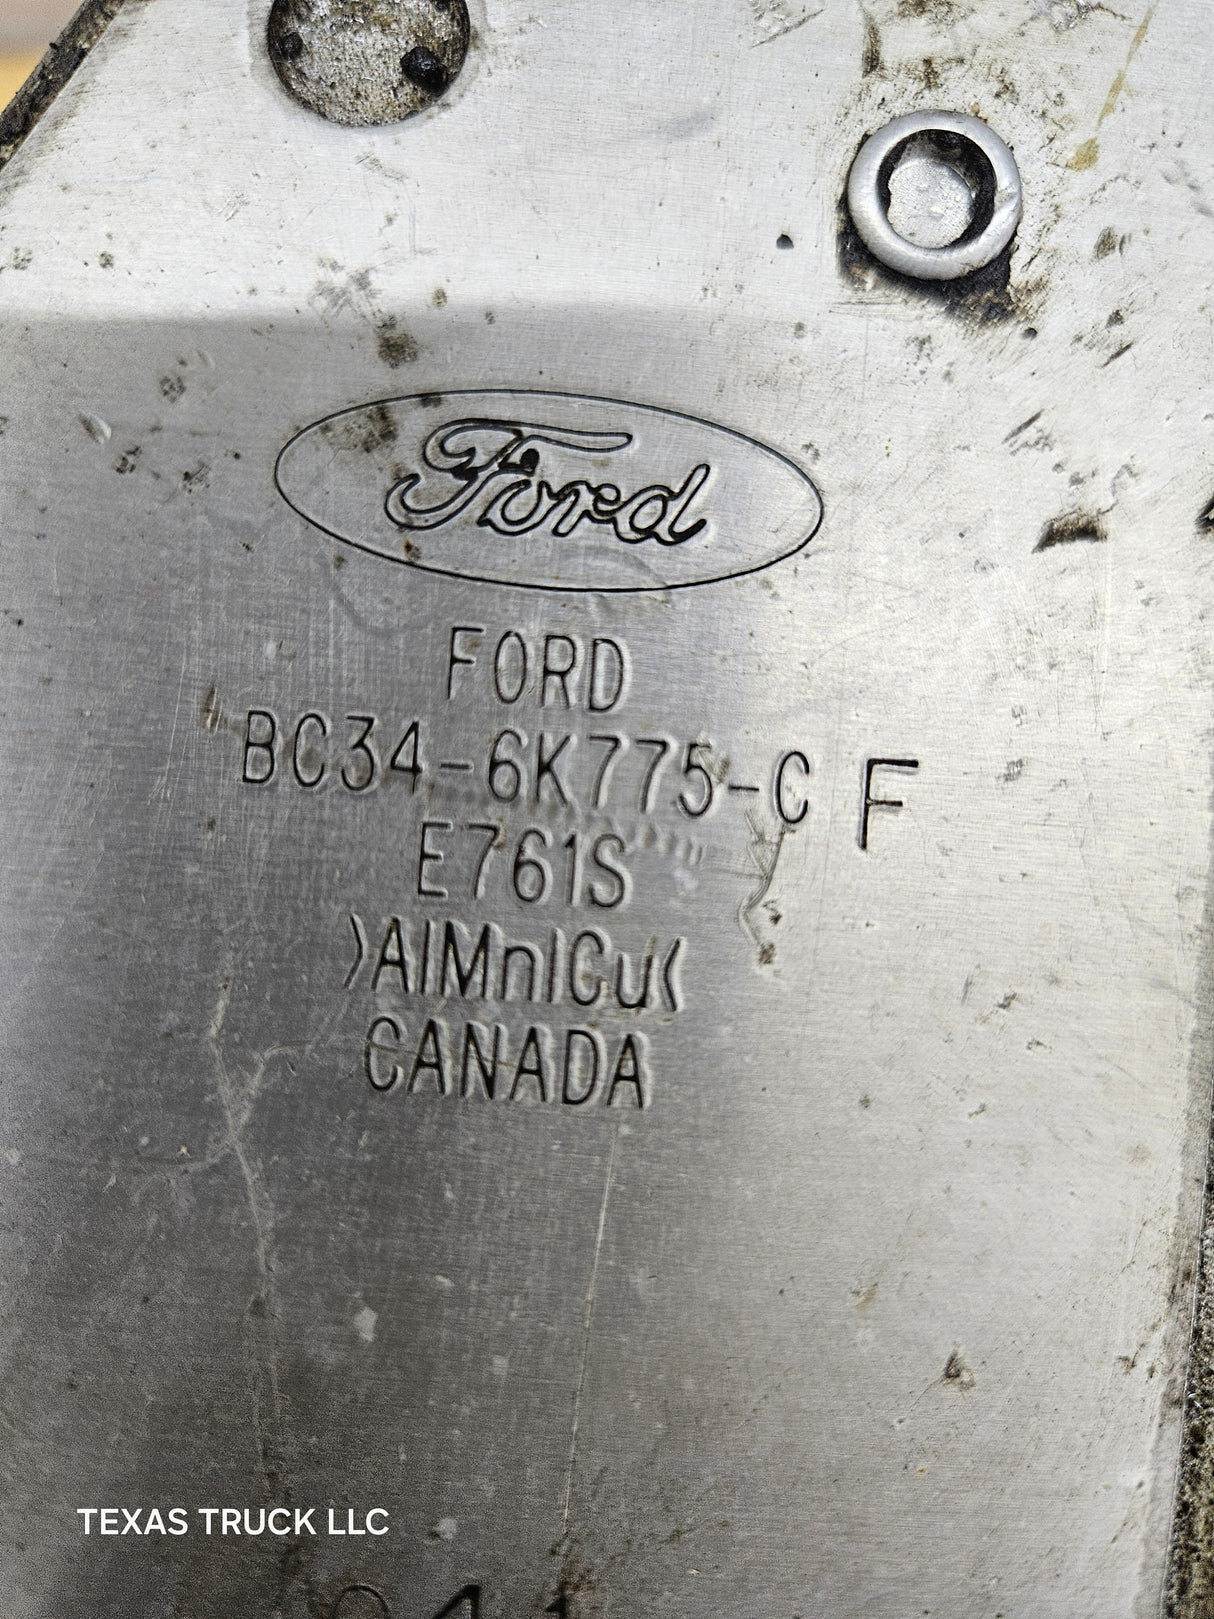 Ford
FORD
BC34-6K775-C F
E761S
>AlMnlCu<
CANADA
TEXAS TRUCK LLC